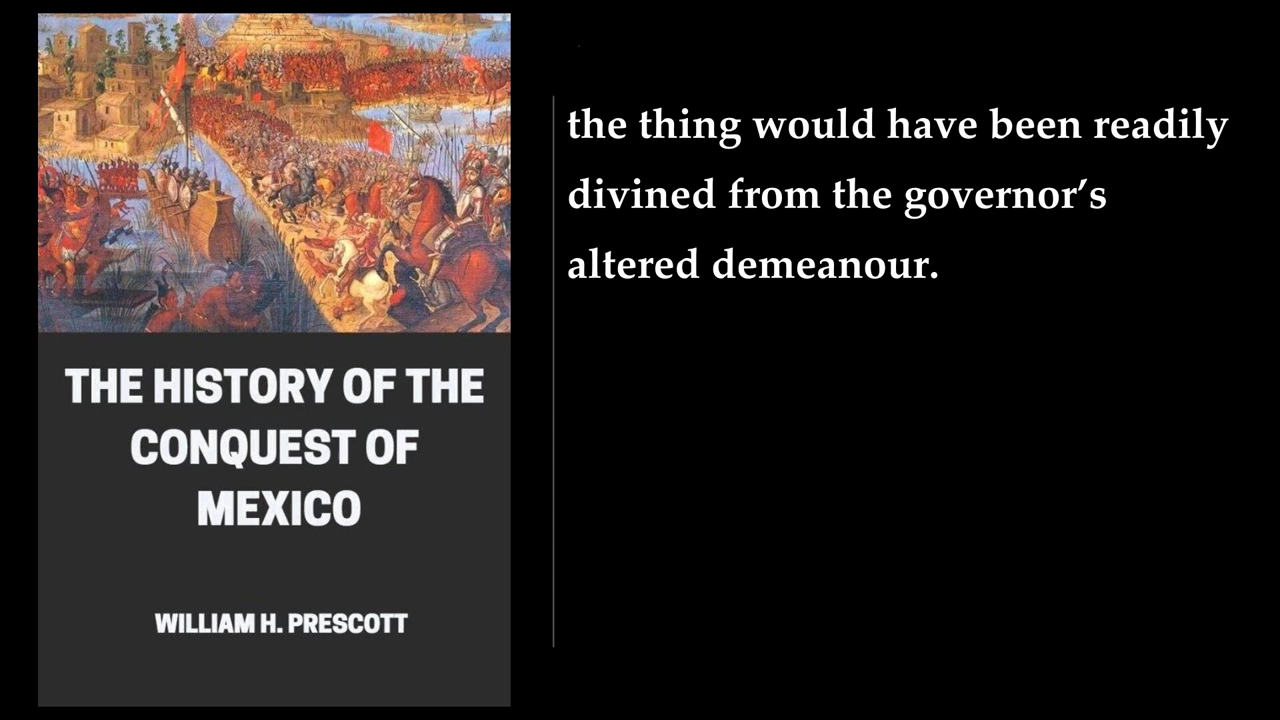 THE HISTORY OF THE
CONQUEST OF
MEXICO
WILLIAM H. PRESCOTT
the thing would have been readily
divined from the governor’s
altered demeanour.